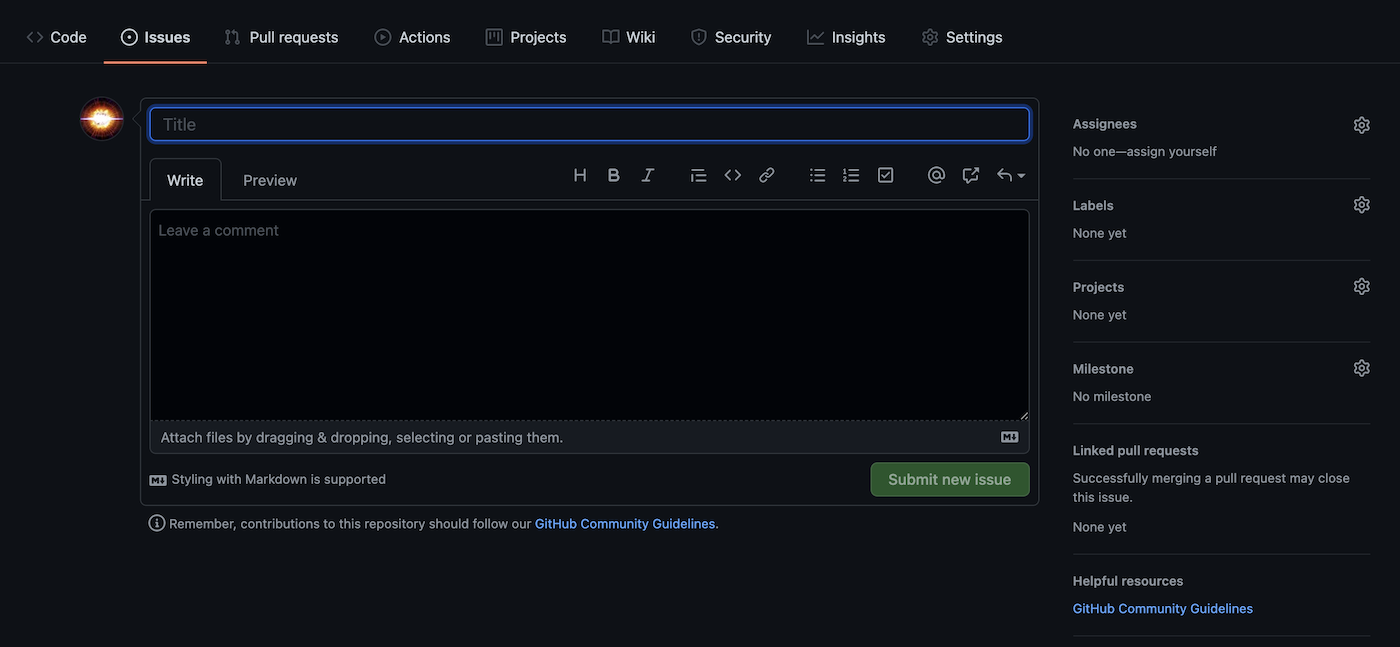 Code Issues Pull requests Actions Projects Wiki Security Insights Settings
Title
Write Preview
H B I
Leave a comment
Attach files by dragging & dropping, selecting or pasting them.
Styling with Markdown is supported
Submit new issue
Remember, contributions to this repository should follow our GitHub Community Guidelines.
Assignees
No one—assign yourself
Labels
None yet
Projects
None yet
Milestone
No milestone
Linked pull requests
Successfully merging a pull request may close
this issue.
None yet
Helpful resources
GitHub Community Guidelines